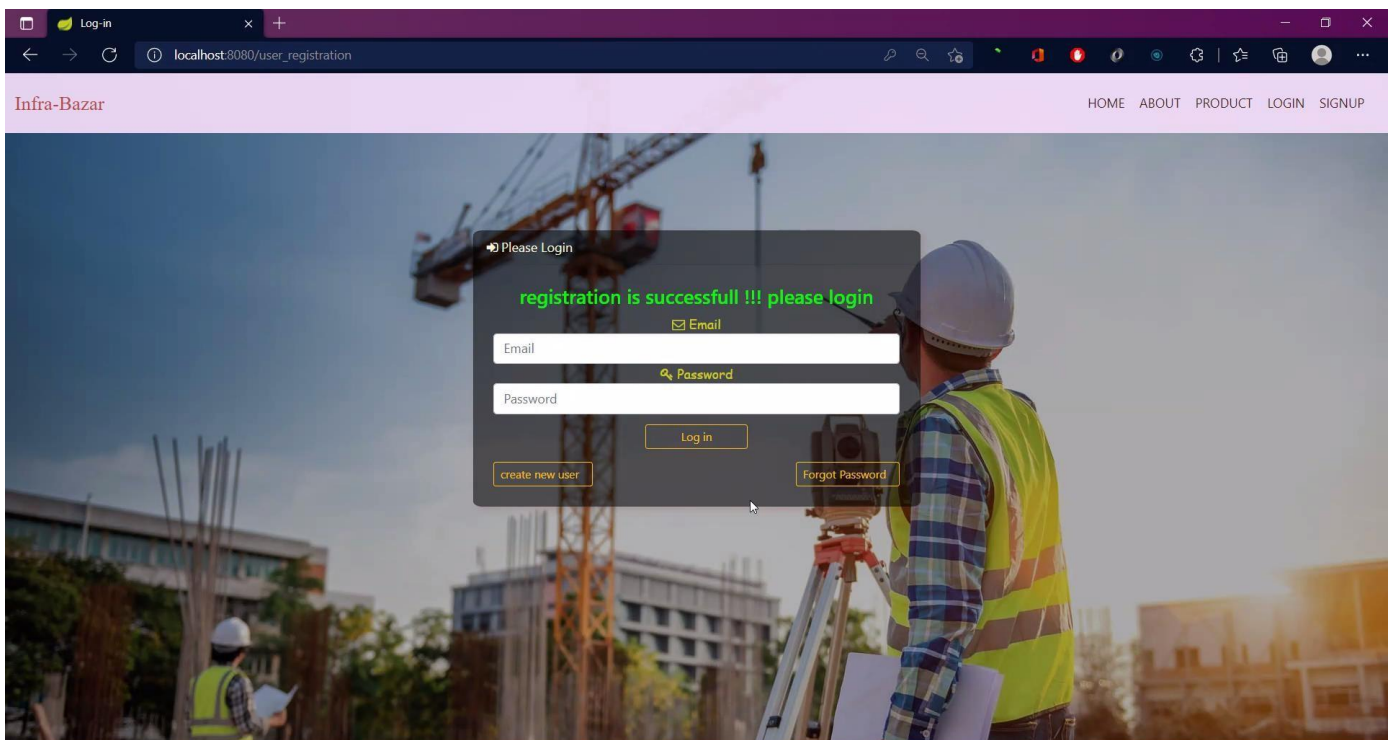 Log-in
localhost:8080/user_registration
Infra-Bazar
HOME ABOUT PRODUCT LOGIN SIGNUP
Please Login
registration is successfull !!! please login
Email
Email
Password
Password
Log in
create new user Forgot Password